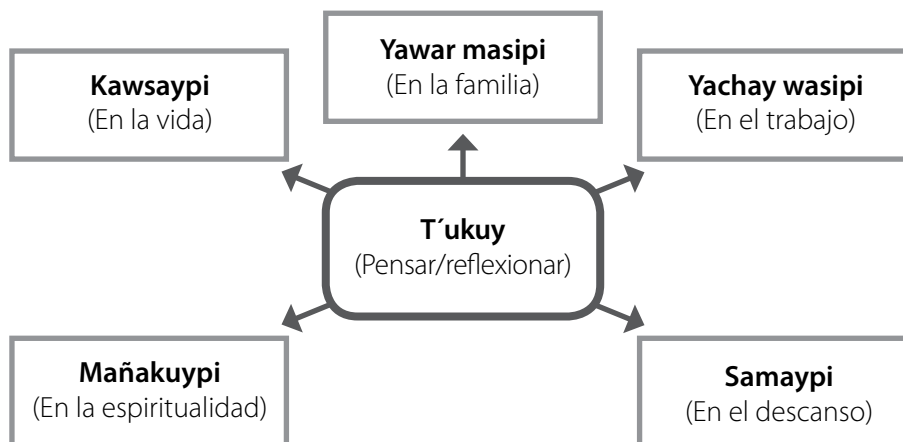 Yawar masipi
(En la familia)
Kawsaypi
(En la vida)
Yachay wasipi
(En el trabajo)
T´ukuy
(Pensar/reflexionar)
Mañakuypi
(En la espiritualidad)
Samaypi
(En el descanso)